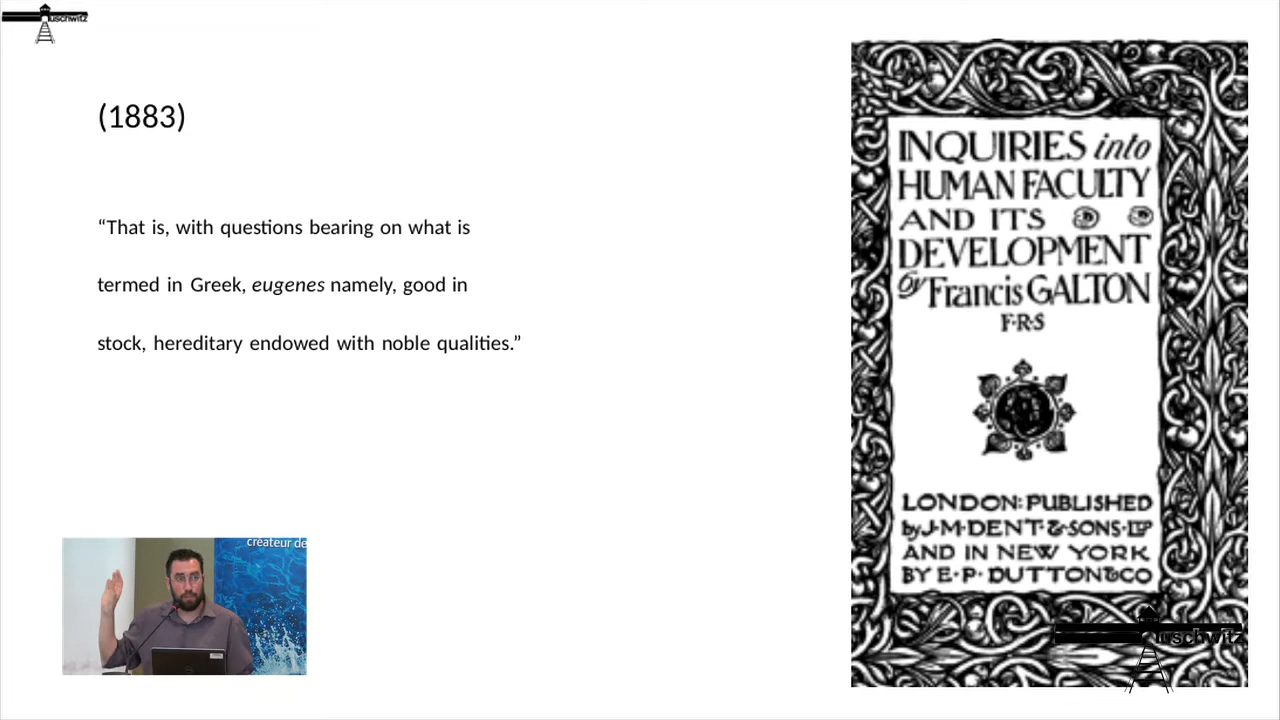 uschwitz
(1883)
“That is, with questions bearing on what is
termed in Greek, eugenes namely, good in
stock, hereditary endowed with noble qualities.”
créateur de
INQUIRIES into
HUMAN FACULTY
AND ITS
DEVELOPMENT
by Francis GALTON
F·R·S
LONDON: PUBLISHED
by J·M·DENT·&·SONS·LTD
AND IN NEW YORK
BY E·P·DUTTON&CO
uschwitz